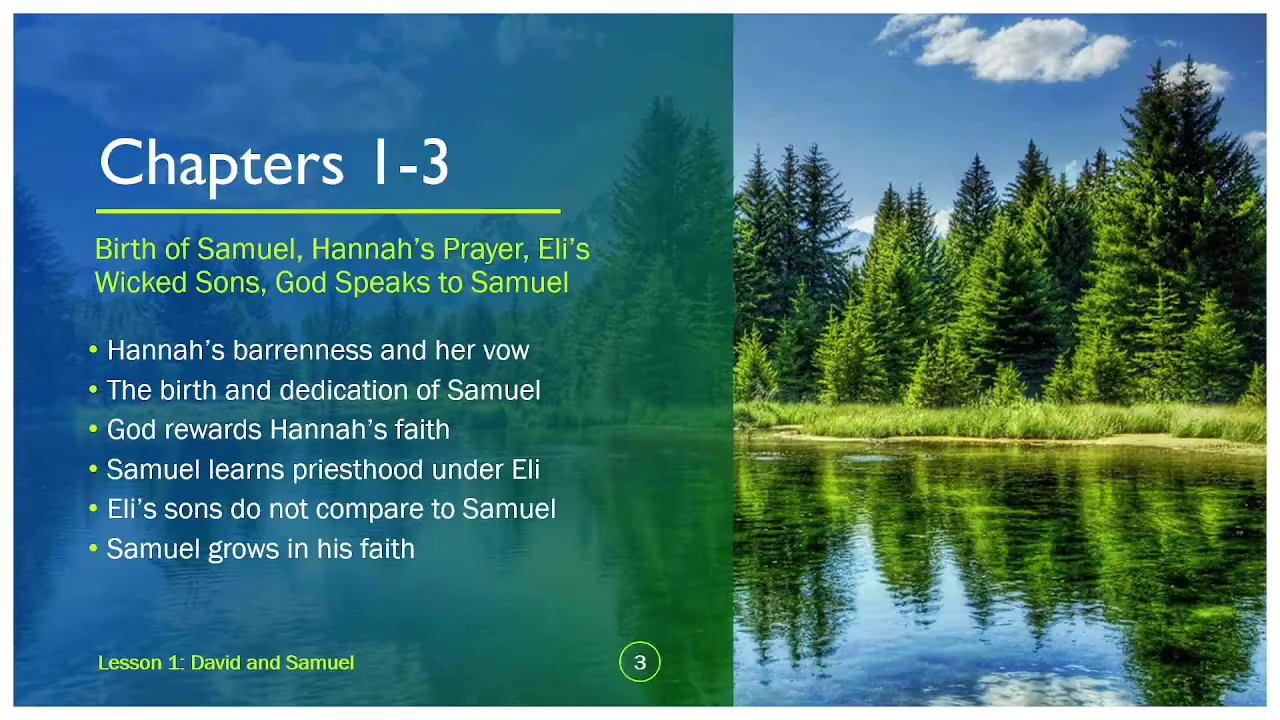 Chapters 1-3
Birth of Samuel, Hannah's Prayer, Eli's
Wicked Sons, God Speaks to Samuel
• Hannah's barrenness and her vow
• The birth and dedication of Samuel
• God rewards Hannah's faith
• Samuel learns priesthood under Eli
• Eli's sons do not compare to Samuel
• Samuel grows in his faith
Lesson 1: David and Samuel
3